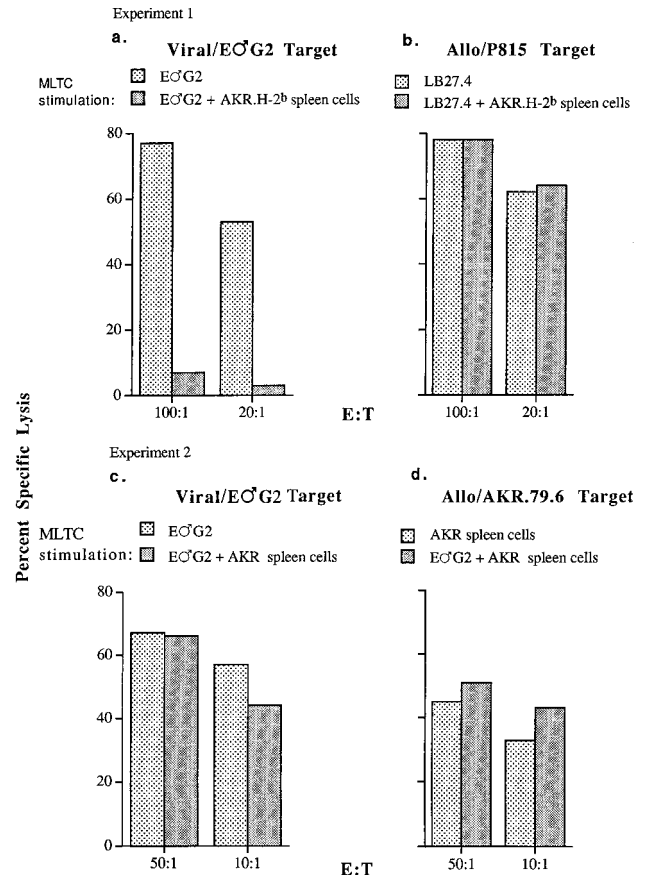 Experiment 1
a.
Viral/E♂G2 Target
MLTC stimulation:
E♂G2
E♂G2 + AKR.H-2ᵇ spleen cells
b.
Allo/P815 Target
LB27.4
LB27.4 + AKR.H-2ᵇ spleen cells
80
60
40
20
0
100:1
20:1
E:T
100:1
20:1
Percent Specific Lysis
Experiment 2
c.
Viral/E♂G2 Target
MLTC stimulation:
E♂G2
E♂G2 + AKR spleen cells
d.
Allo/AKR.79.6 Target
AKR spleen cells
E♂G2 + AKR spleen cells
80
60
40
20
0
50:1
10:1
E:T
50:1
10:1